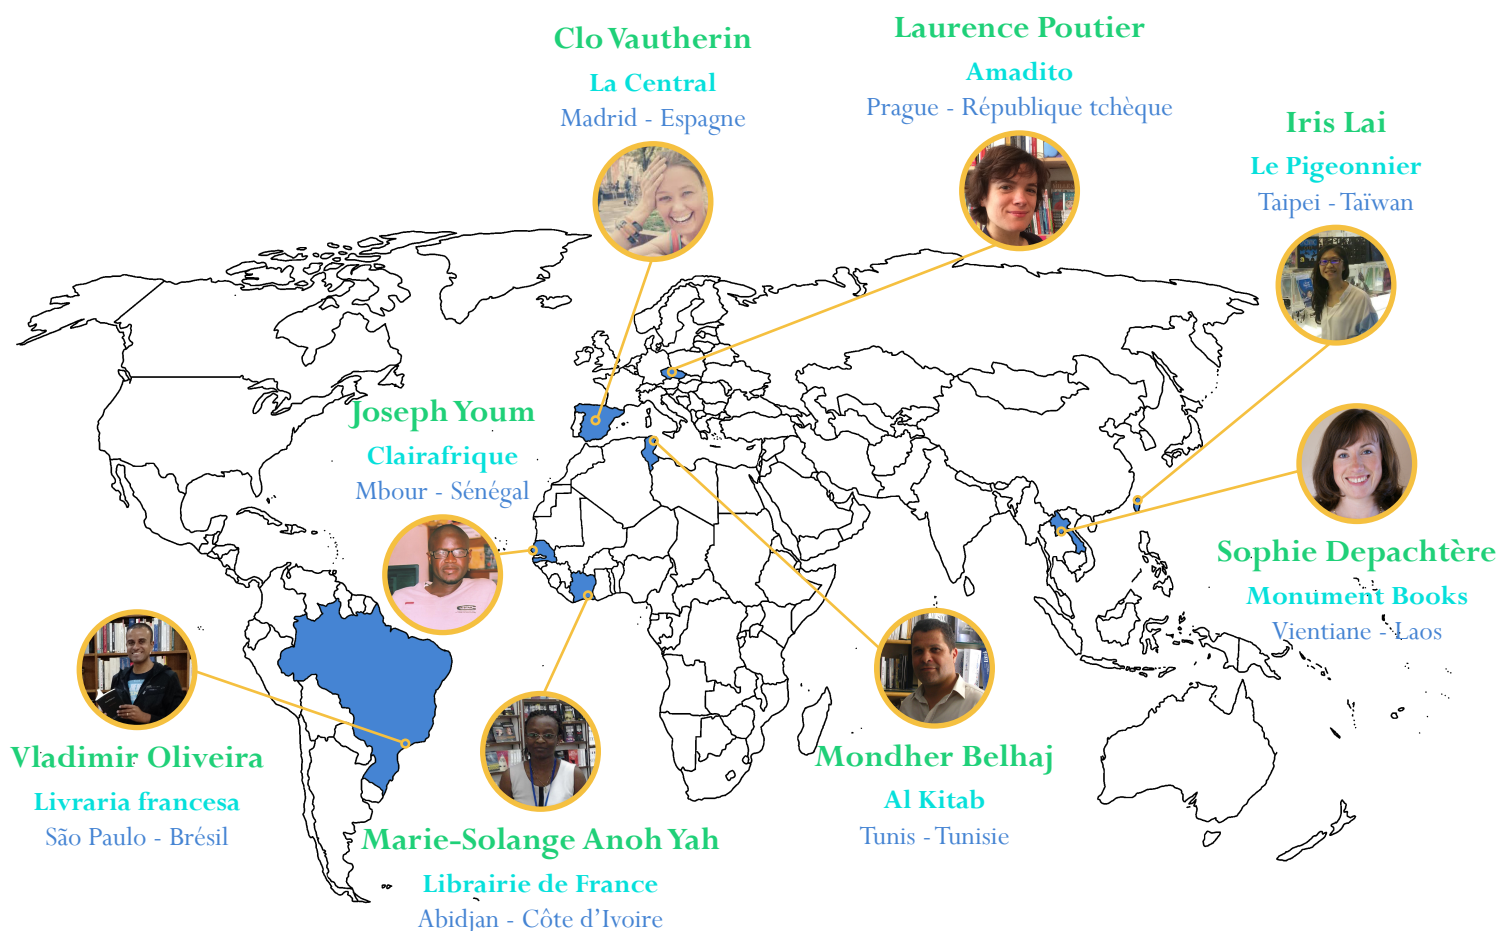 Clo Vautherin
La Central
Madrid - Espagne
Laurence Poutier
Amadito
Prague - République tchèque
Iris Lai
Le Pigeonnier
Taipei - Taïwan
Joseph Youm
Clairafrique
Mbour - Sénégal
Sophie Depachtère
Monument Books
Vientiane - Laos
Vladimir Oliveira
Livraria francesa
São Paulo - Brésil
Marie-Solange Anoh Yah
Librairie de France
Abidjan - Côte d’Ivoire
Mondher Belhaj
Al Kitab
Tunis - Tunisie